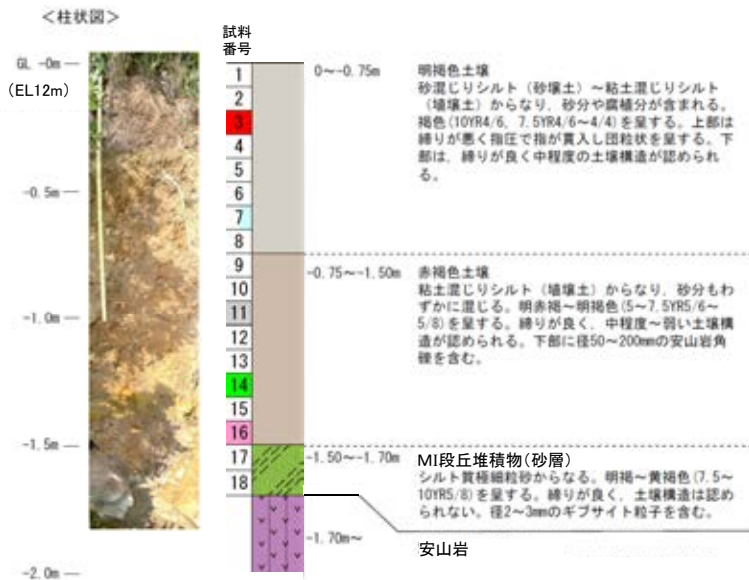 <柱状図>
試料
番号
GL -0m
(EL12m)
-0.5m
-1.0m
-1.5m
-2.0m
1
2
3
4
5
6
7
8
9
10
11
12
13
14
15
16
17
18
0~-0.75m
明褐色土壌
砂混じりシルト(砂壌土)~粘土混じりシルト
(埴壌土)からなり、砂分や腐植分が含まれる。
褐色(10YR4/6、7.5YR4/6~4/4)を呈する。上部は
締りが悪く指圧で指が貫入し団粒状を呈する。下
部は、締りが良く中程度の土壌構造が認められ
る。
-0.75~-1.50m
赤褐色土壌
粘土混じりシルト(埴壌土)からなり、砂分もわ
ずかに混じる。明赤褐~明褐色(5~7.5YR5/6~
5/8)を呈する。締りが良く、中程度~弱い土壌構
造が認められる。下部に径50~200mmの安山岩角
礫を含む。
-1.50~-1.70m
MI段丘堆積物(砂層)
シルト質極細粒砂からなる。明褐~黄褐色(7.5~
10YR5/8)を呈する。締りが良く、土壌構造は認め
られない。径2~3mmのギブサイト粒子を含む。
-1.70m~
安山岩